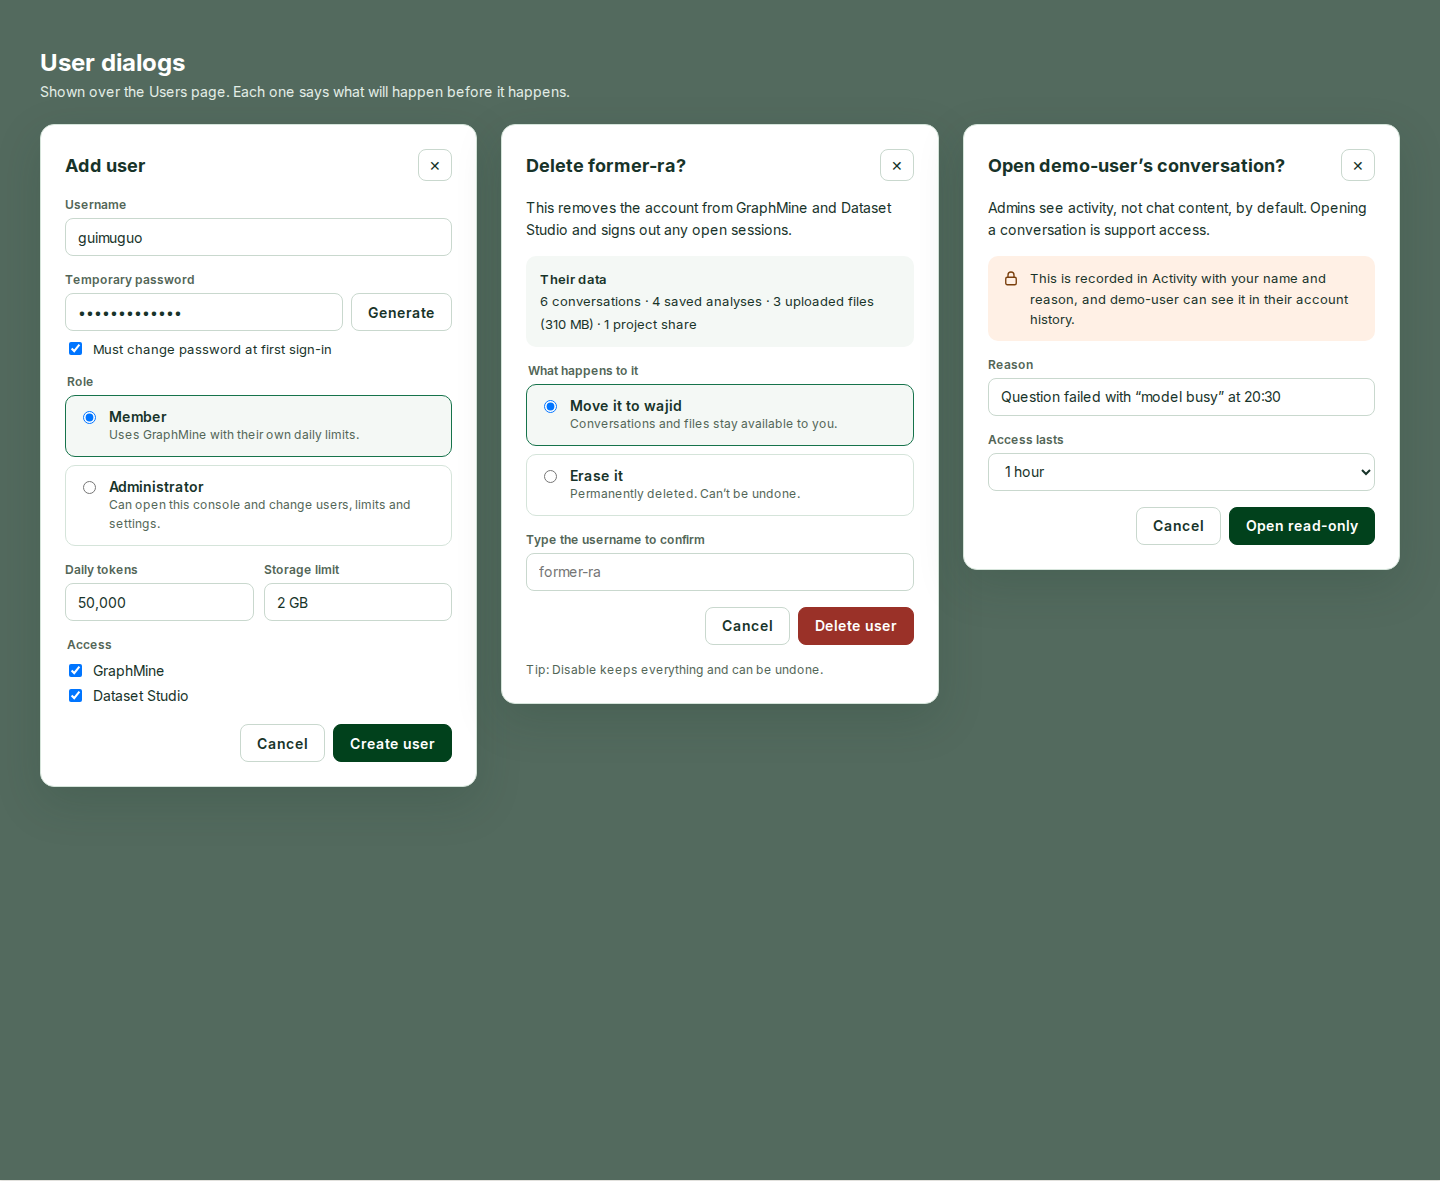 User dialogs
Shown over the Users page. Each one says what will happen before it happens.
Add user
×
Username
guimuguo
Temporary password
•••••••••••••
Generate
Must change password at first sign-in
Role
Member
Uses GraphMine with their own daily limits.
Administrator
Can open this console and change users, limits and
settings.
Daily tokens
Storage limit
50,000
2 GB
Access
GraphMine
Dataset Studio
Cancel
Create user
Delete former-ra?
×
This removes the account from GraphMine and Dataset
Studio and signs out any open sessions.
Their data
6 conversations · 4 saved analyses · 3 uploaded files
(310 MB) · 1 project share
What happens to it
Move it to wajid
Conversations and files stay available to you.
Erase it
Permanently deleted. Can’t be undone.
Type the username to confirm
former-ra
Cancel
Delete user
Tip: Disable keeps everything and can be undone.
Open demo-user’s conversation?
×
Admins see activity, not chat content, by default. Opening
a conversation is support access.
This is recorded in Activity with your name and
reason, and demo-user can see it in their account
history.
Reason
Question failed with “model busy” at 20:30
Access lasts
1 hour
Cancel
Open read-only